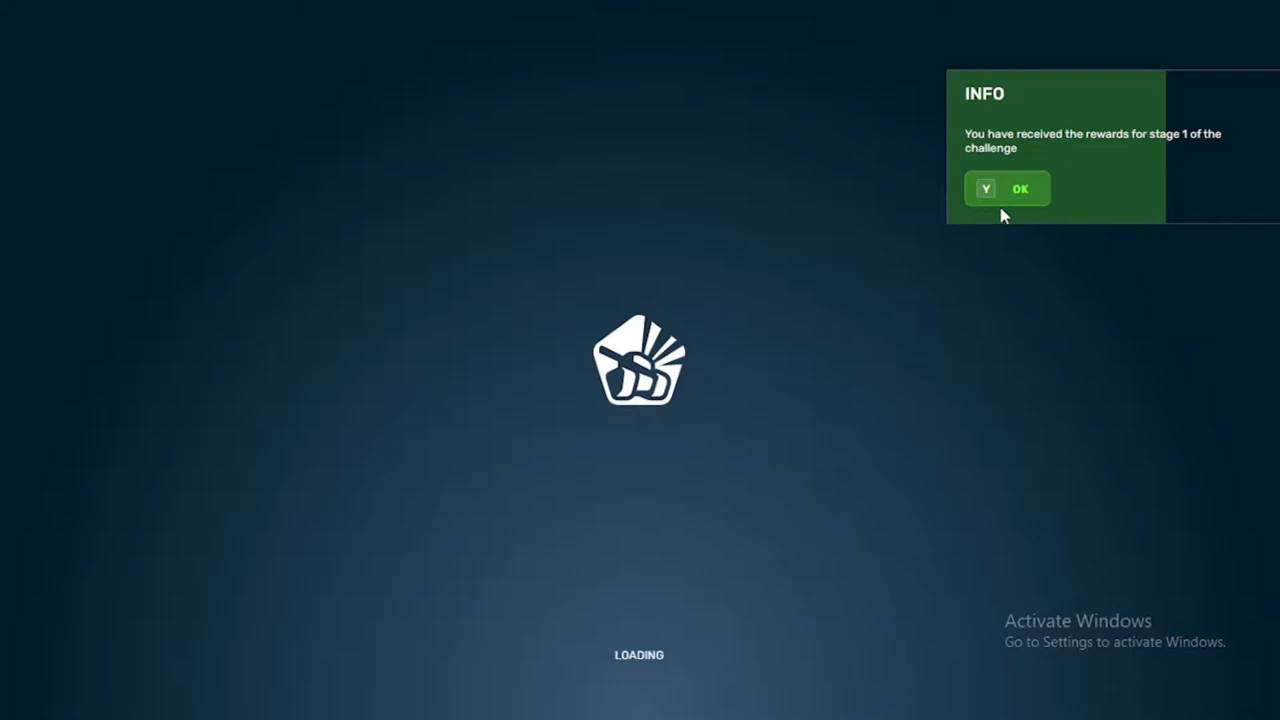 INFO
You have received the rewards for stage 1 of the
challenge
Y OK
LOADING
Activate Windows
Go to Settings to activate Windows.